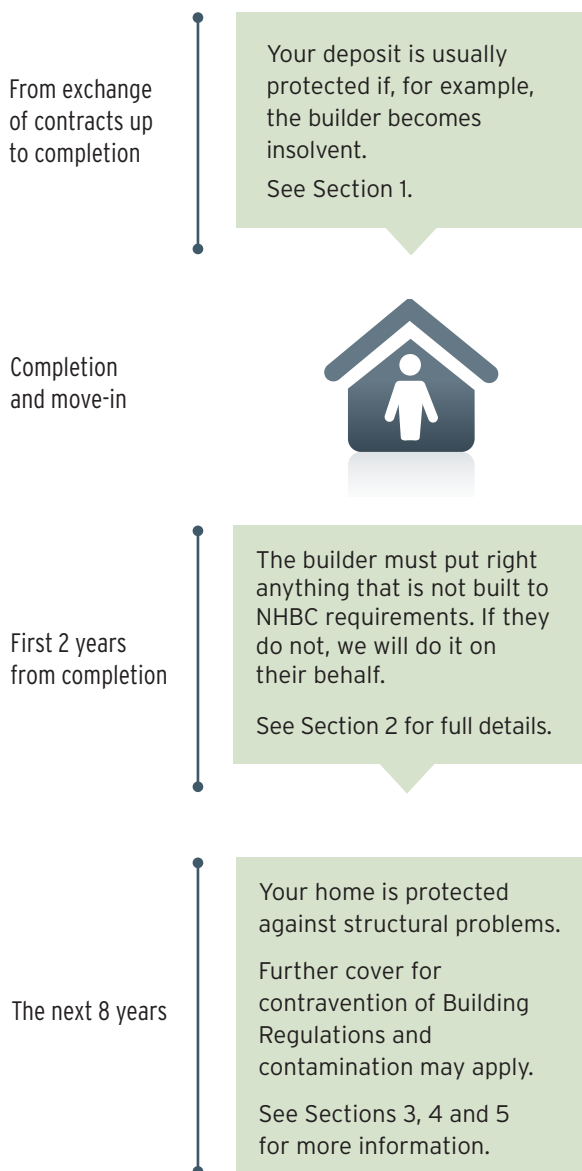 From exchange
of contracts up
to completion
Your deposit is usually
protected if, for example,
the builder becomes
insolvent.
See Section 1.
Completion
and move-in
First 2 years
from completion
The builder must put right
anything that is not built to
NHBC requirements. If they
do not, we will do it on
their behalf.
See Section 2 for full details.
The next 8 years
Your home is protected
against structural problems.
Further cover for
contravention of Building
Regulations and
contamination may apply.
See Sections 3, 4 and 5
for more information.